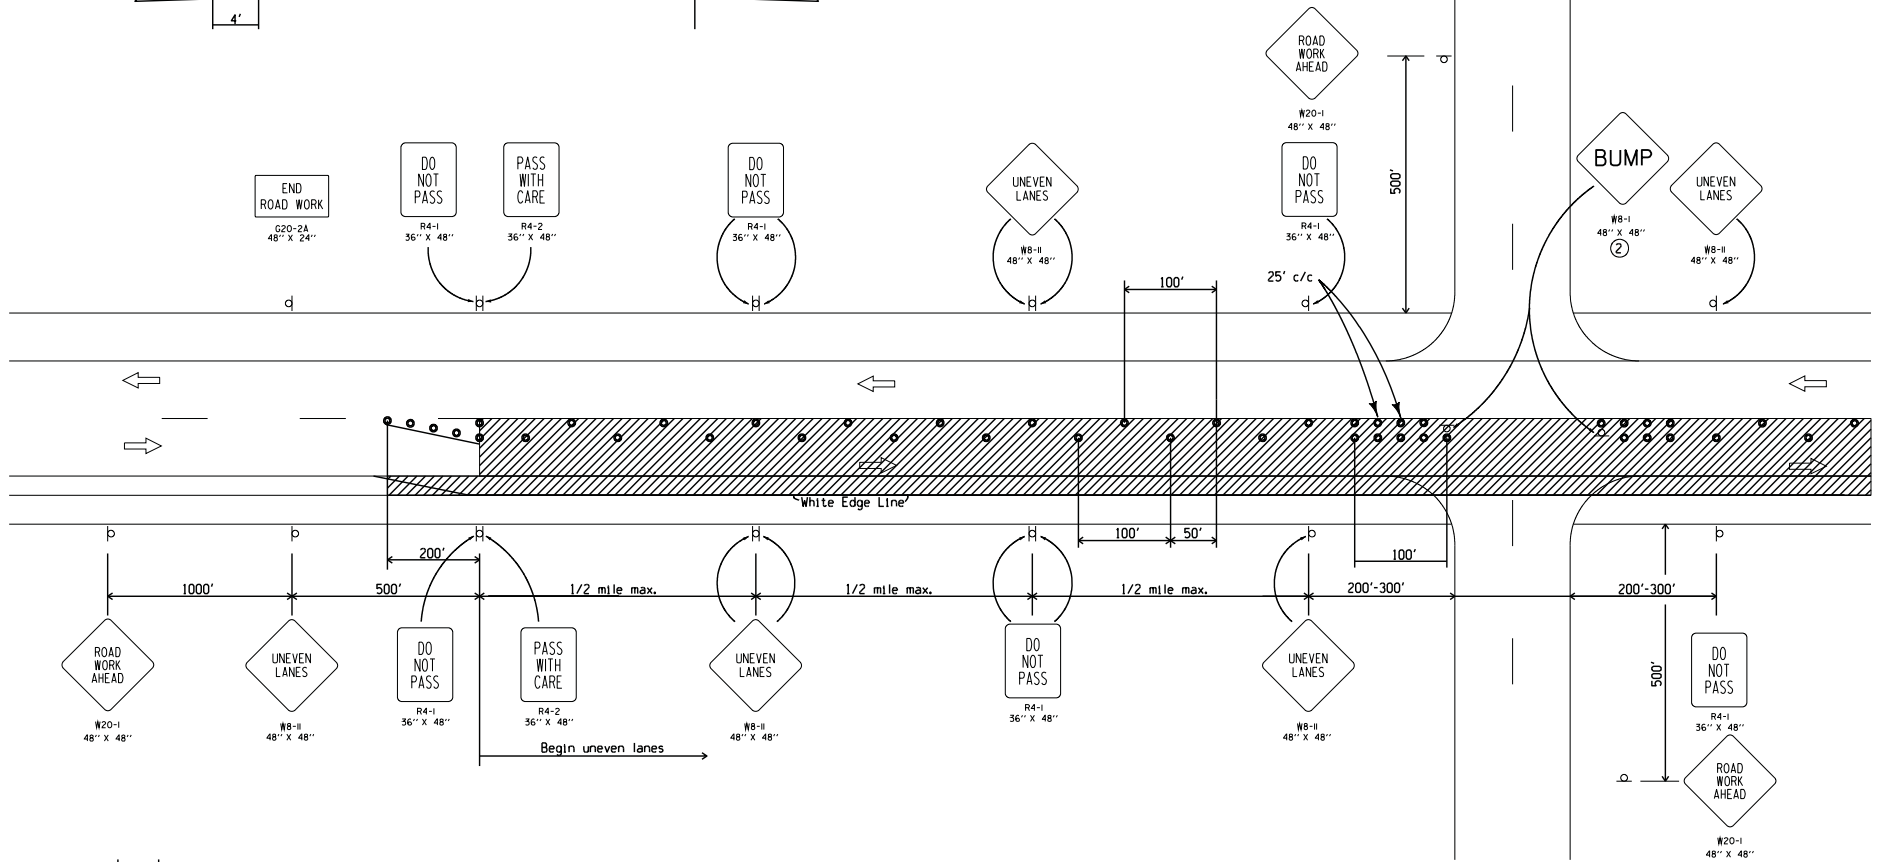 4'
ROAD
WORK
AHEAD
W20-1
48'' X 48''
END
ROAD WORK
G20-2A
48'' X 24''
DO
NOT
PASS
R4-1
36'' X 48''
PASS
WITH
CARE
R4-2
36'' X 48''
DO
NOT
PASS
R4-1
36'' X 48''
UNEVEN
LANES
W8-11
48'' X 48''
DO
NOT
PASS
R4-1
36'' X 48''
500'
BUMP
W8-1
48'' X 48''
2
UNEVEN
LANES
W8-11
48'' X 48''
25' c/c
100'
White Edge Line
100'
50'
100'
200'
1000'
500'
1/2 mile max.
1/2 mile max.
1/2 mile max.
200'-300'
200'-300'
500'
ROAD
WORK
AHEAD
W20-1
48'' X 48''
UNEVEN
LANES
W8-11
48'' X 48''
DO
NOT
PASS
R4-1
36'' X 48''
PASS
WITH
CARE
R4-2
36'' X 48''
UNEVEN
LANES
W8-11
48'' X 48''
DO
NOT
PASS
R4-1
36'' X 48''
UNEVEN
LANES
W8-11
48'' X 48''
DO
NOT
PASS
R4-1
36'' X 48''
Begin uneven lanes
ROAD
WORK
AHEAD
W20-1
48'' X 48''